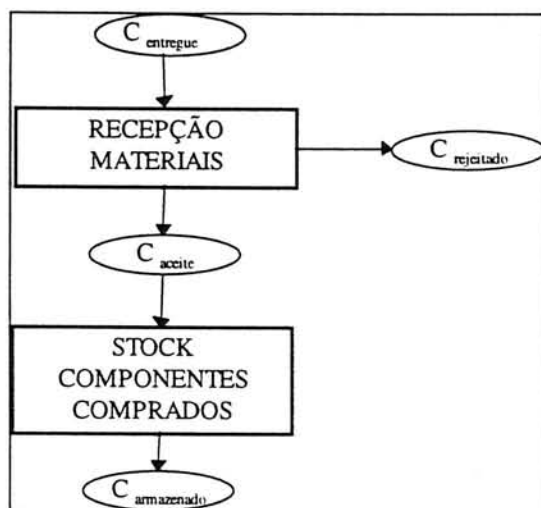 C entregue
RECEPÇÃO
MATERIAIS
C rejeitado
C aceite
STOCK
COMPONENTES
COMPRADOS
C armazenado